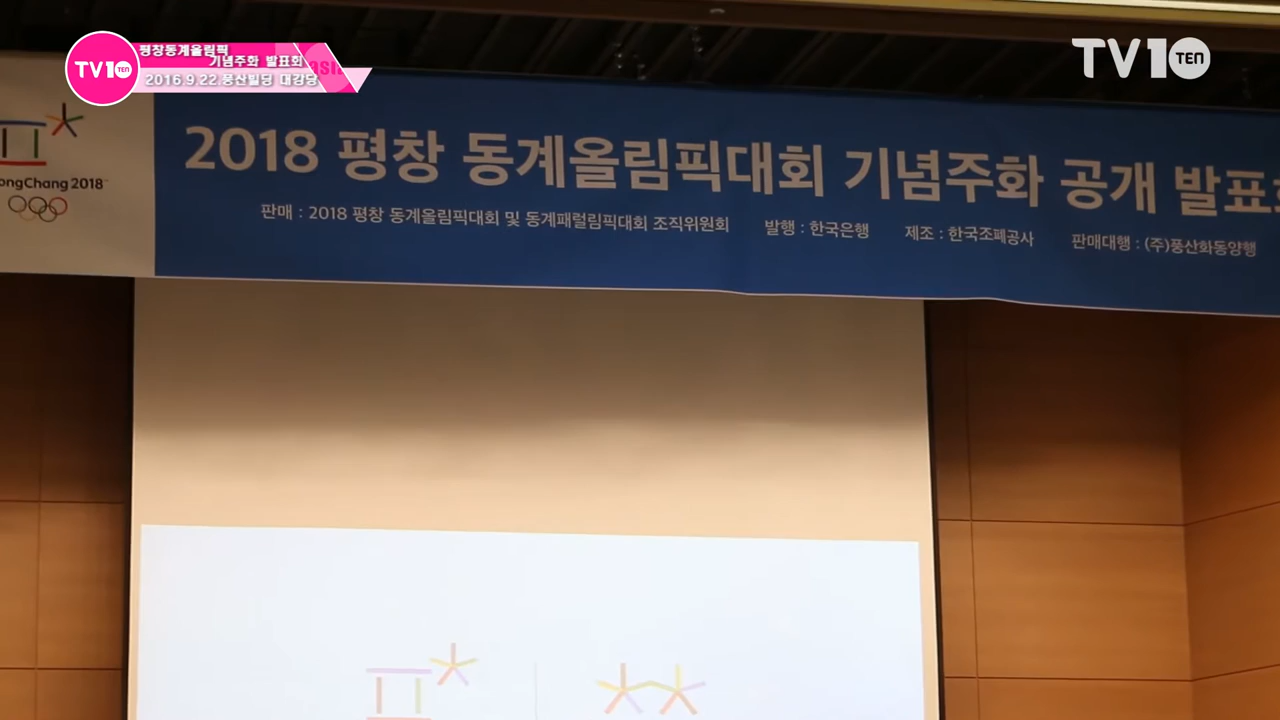 평창동계올림픽
기념주화 발표회
2016.9.22.풍산빌딩 대강당
TV10
TEN
asia
TV10
TEN
2018 평창 동계올림픽대회 기념주화 공개 발표
판매 : 2018 평창 동계올림픽대회 및 동계패럴림픽대회 조직위원회 발행 : 한국은행 제조 : 한국조폐공사 판매대행 : (주)풍산화동양행
ongChang 2018